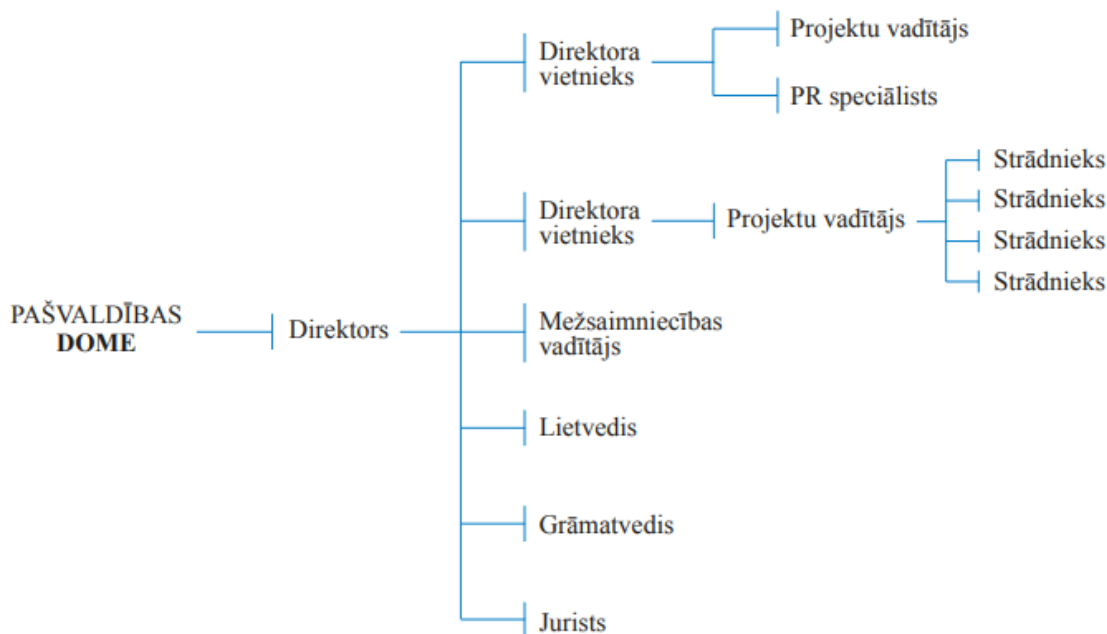 PAŠVALDĪBAS
DOME
Direktors
Direktora
vietnieks
Projektu vadītājs
PR speciālists
Direktora
vietnieks
Projektu vadītājs
Strādnieks
Strādnieks
Strādnieks
Strādnieks
Mežsaimniecības
vadītājs
Lietvedis
Grāmatvedis
Jurists